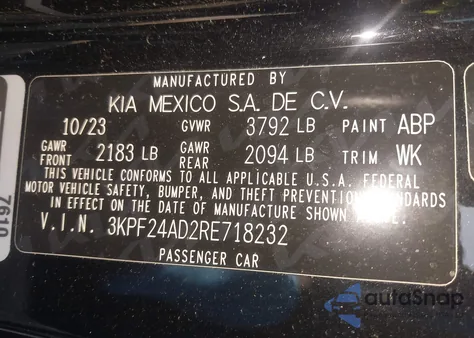 MANUFACTURED BY
KIA MEXICO S.A. DE C.V.
10/23 GVWR 3792 LB PAINT ABP
GAWR FRONT 2183 LB GAWR REAR 2094 LB TRIM WK
THIS VEHICLE CONFORMS TO ALL APPLICABLE U.S.A. FEDERAL
MOTOR VEHICLE SAFETY, BUMPER, AND THEFT PREVENTION STANDARDS
IN EFFECT ON THE DATE OF MANUFACTURE SHOWN ABOVE.
V.I.N. 3KPF24AD2RE718232
PASSENGER CAR
7610
autoSnap